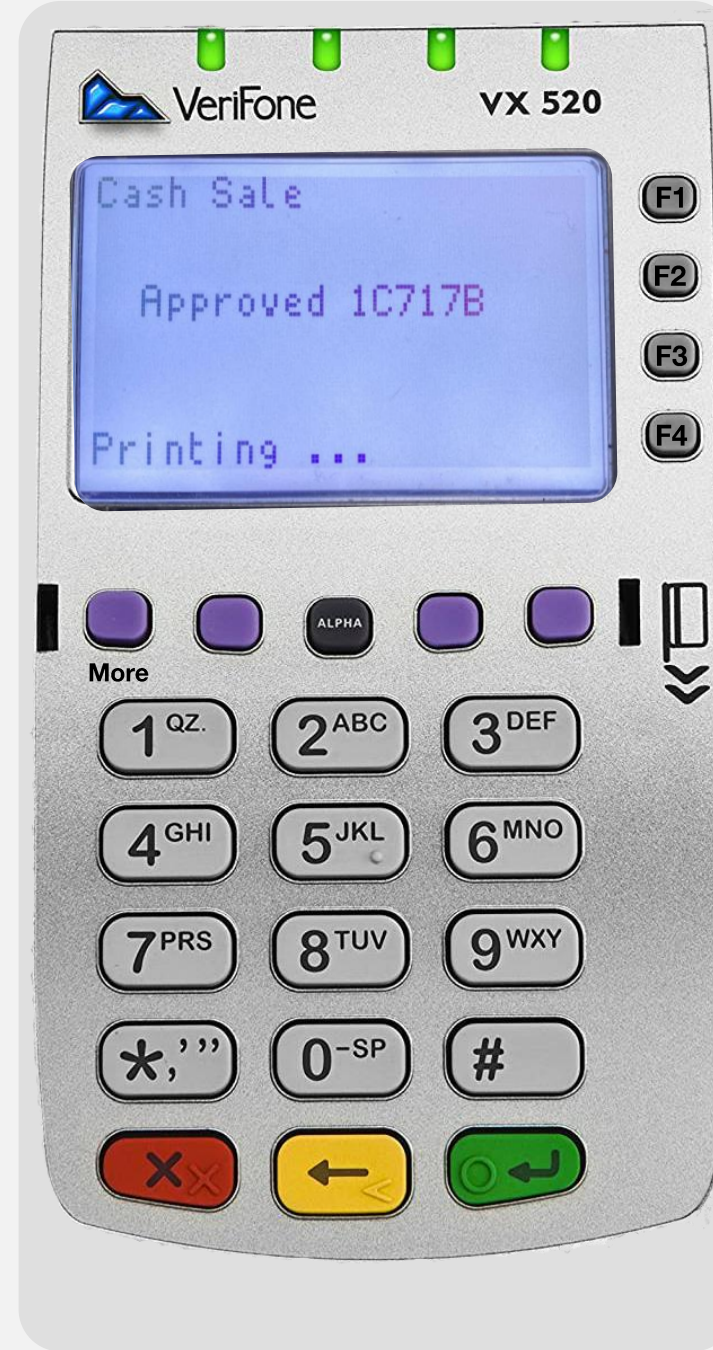 VeriFone VX 520
Cash Sale
Approved 1C717B
Printing ...
F1
F2
F3
F4
ALPHA
More
1 QZ. 2 ABC 3 DEF
4 GHI 5 JKL 6 MNO
7 PRS 8 TUV 9 WXY
*,'" 0 -SP #